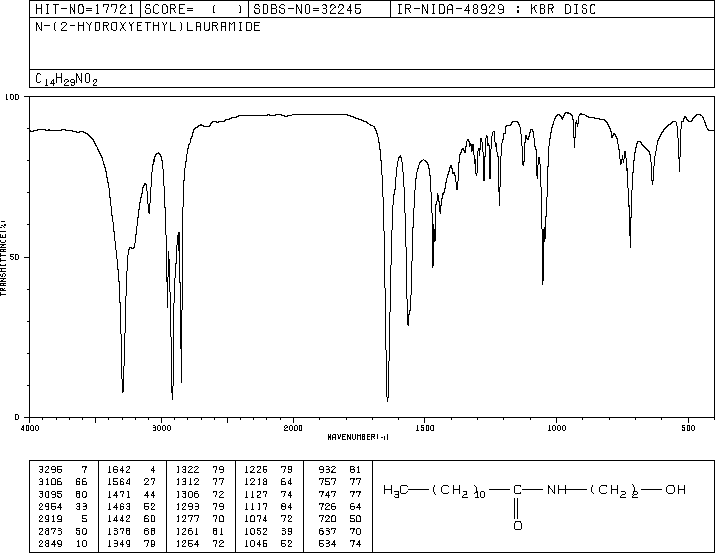 HIT-NO=17721 SCORE= ( ) SDBS-NO=32245 IR-NIDA-48929 : KBR DISC
N-(2-HYDROXYETHYL)LAURAMIDE
C14H29NO2
100
50
0
TRANSMITTANCE(%)
4000 3000 2000 1500 1000 500
WAVENUMBER(-1)
3295 7 1642 4 1322 79 1226 79 932 81
3106 66 1564 27 1312 77 1218 64 757 77
3095 60 1471 44 1306 72 1127 74 747 77
2954 33 1463 52 1293 79 1117 84 726 64
2919 5 1442 60 1277 70 1074 72 720 50
2873 50 1378 68 1261 81 1052 39 637 70
2849 10 1349 79 1254 72 1046 52 534 74
H3C—(CH2)10—C—NH—(CH2)2—OH
O